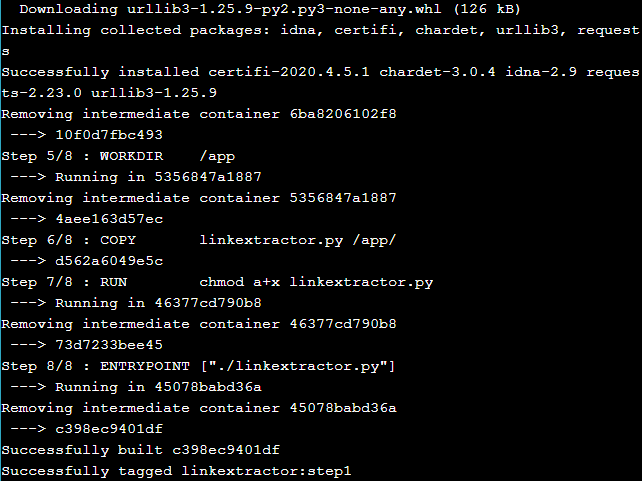 Downloading urllib3-1.25.9-py2.py3-none-any.whl (126 kB)
Installing collected packages: idna, certifi, chardet, urllib3, request
s
Successfully installed certifi-2020.4.5.1 chardet-3.0.4 idna-2.9 reques
ts-2.23.0 urllib3-1.25.9
Removing intermediate container 6ba8206102f8
 ---> 10f0d7fbc493
Step 5/8 : WORKDIR    /app
 ---> Running in 5356847a1887
Removing intermediate container 5356847a1887
 ---> 4aee163d57ec
Step 6/8 : COPY       linkextractor.py /app/
 ---> d562a6049e5c
Step 7/8 : RUN        chmod a+x linkextractor.py
 ---> Running in 46377cd790b8
Removing intermediate container 46377cd790b8
 ---> 73d7233bee45
Step 8/8 : ENTRYPOINT ["./linkextractor.py"]
 ---> Running in 45078babd36a
Removing intermediate container 45078babd36a
 ---> c398ec9401df
Successfully built c398ec9401df
Successfully tagged linkextractor:step1